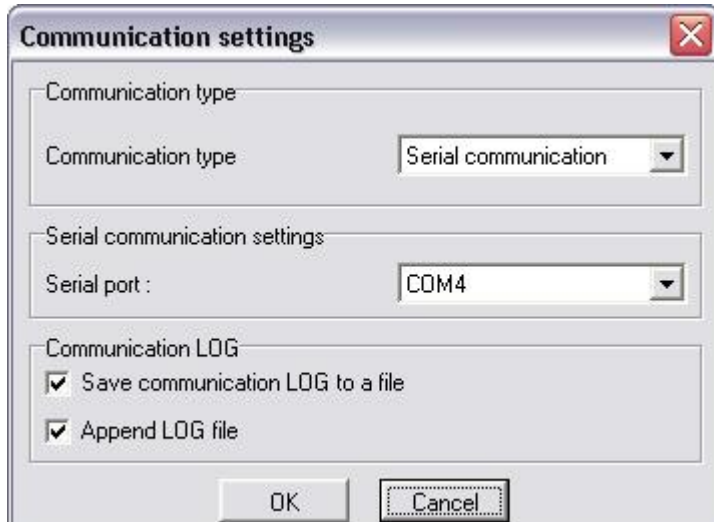 Communication settings
Communication type
Communication type Serial communication
Serial communication settings
Serial port : COM4
Communication LOG
Save communication LOG to a file
Append LOG file
OK Cancel